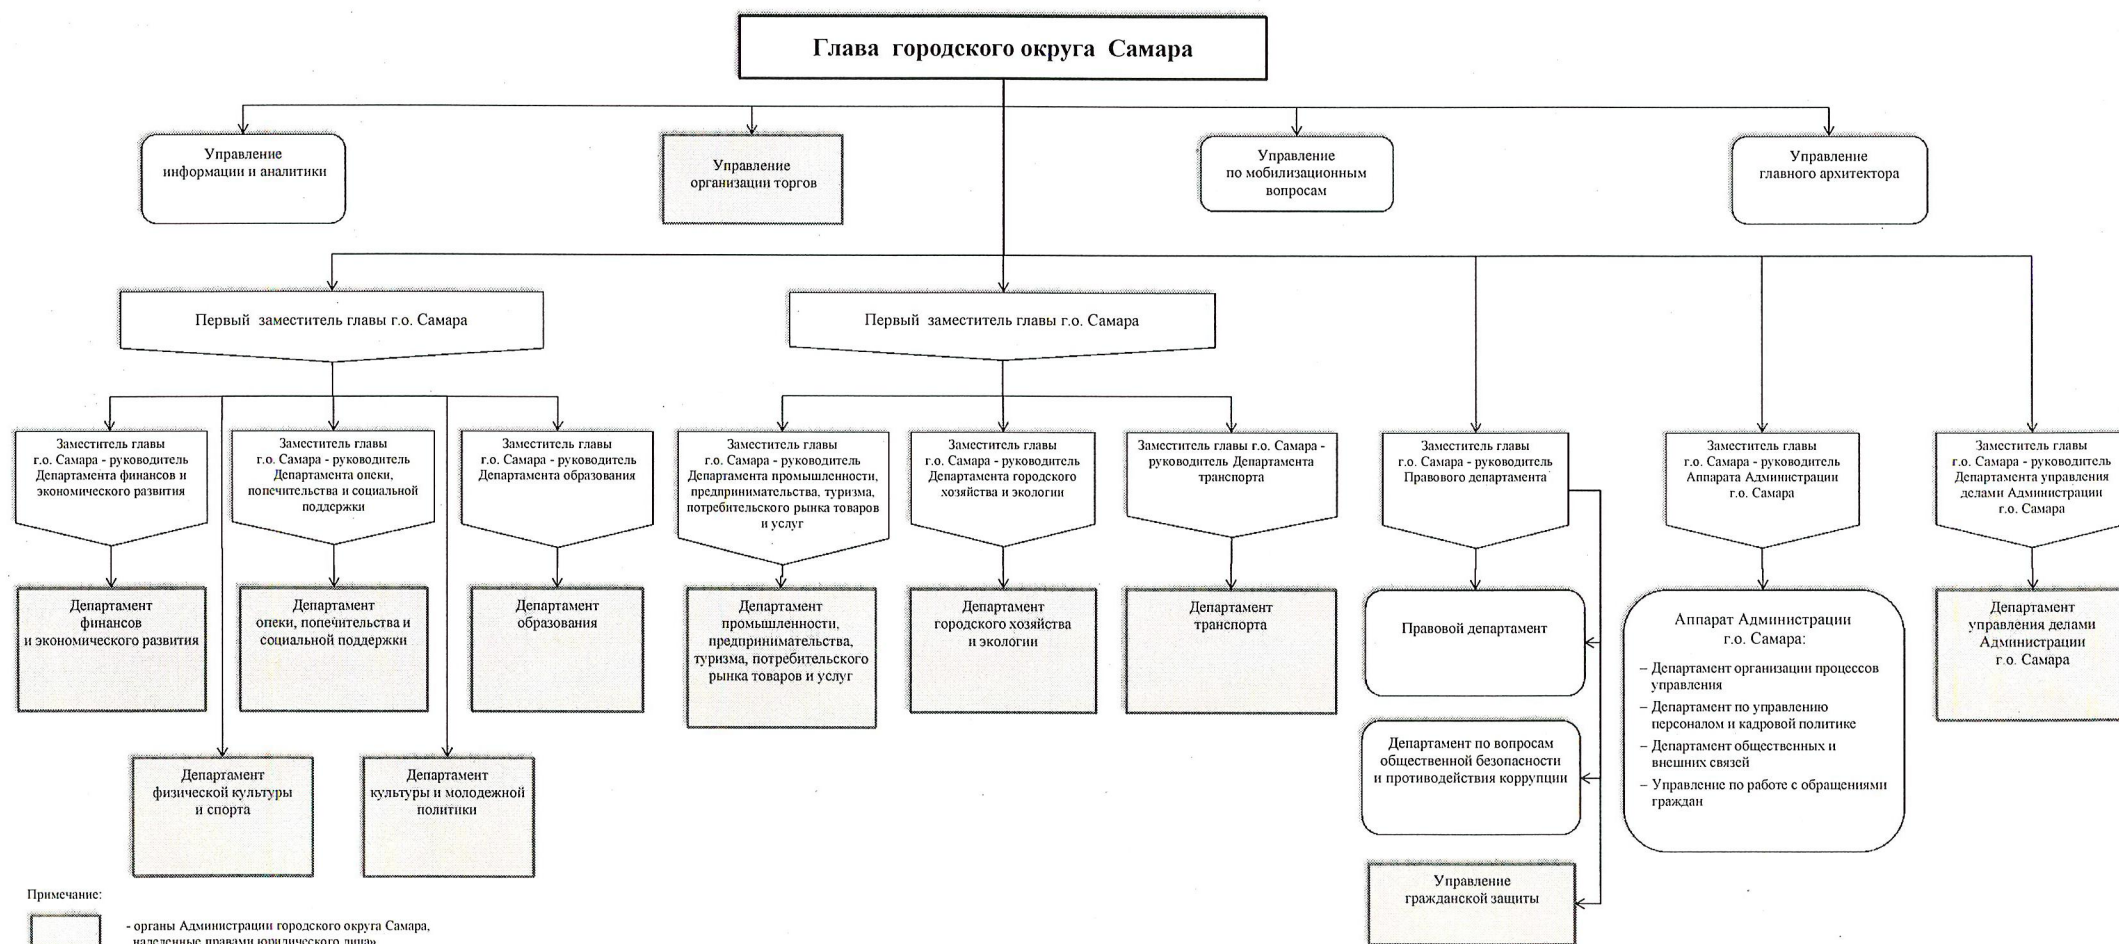 Глава городского округа Самара
Управление
информации и аналитики
Управление
организации торгов
Управление
по мобилизационным
вопросам
Управление
главного архитектора
Первый заместитель главы г.о. Самара
Первый заместитель главы г.о. Самара
Заместитель главы
г.о. Самара - руководитель
Департамента финансов и
экономического развития
Заместитель главы
г.о. Самара - руководитель
Департамента опеки,
попечительства и социальной
поддержки
Заместитель главы
г.о. Самара - руководитель
Департамента образования
Заместитель главы
г.о. Самара - руководитель
Департамента промышленности,
предпринимательства, туризма,
потребительского рынка товаров
и услуг
Заместитель главы
г.о. Самара - руководитель
Департамента городского
хозяйства и экологии
Заместитель главы г.о. Самара -
руководитель Департамента
транспорта
Заместитель главы
г.о. Самара - руководитель
Правового департамента
Заместитель главы
г.о. Самара - руководитель
Аппарата Администрации
г.о. Самара
Заместитель главы
г.о. Самара - руководитель
Департамента управления
делами Администрации
г.о. Самара
Департамент
финансов
и экономического развития
Департамент
опеки, попечительства и
социальной поддержки
Департамент
образования
Департамент
промышленности,
предпринимательства,
туризма, потребительского
рынка товаров и услуг
Департамент
городского хозяйства
и экологии
Департамент
транспорта
Правовой департамент
Аппарат Администрации
г.о. Самара:
– Департамент организации процессов
управления
– Департамент по управлению
персоналом и кадровой политике
– Департамент общественных и
внешних связей
– Управление по работе с обращениями
граждан
Департамент
управления делами
Администрации
г.о. Самара
Департамент по вопросам
общественной безопасности
и противодействия коррупции
Департамент
физической культуры
и спорта
Департамент
культуры и молодежной
политики
Управление
гражданской защиты
Примечание:
- органы Администрации городского округа Самара,
наделенные правами юридического лица»